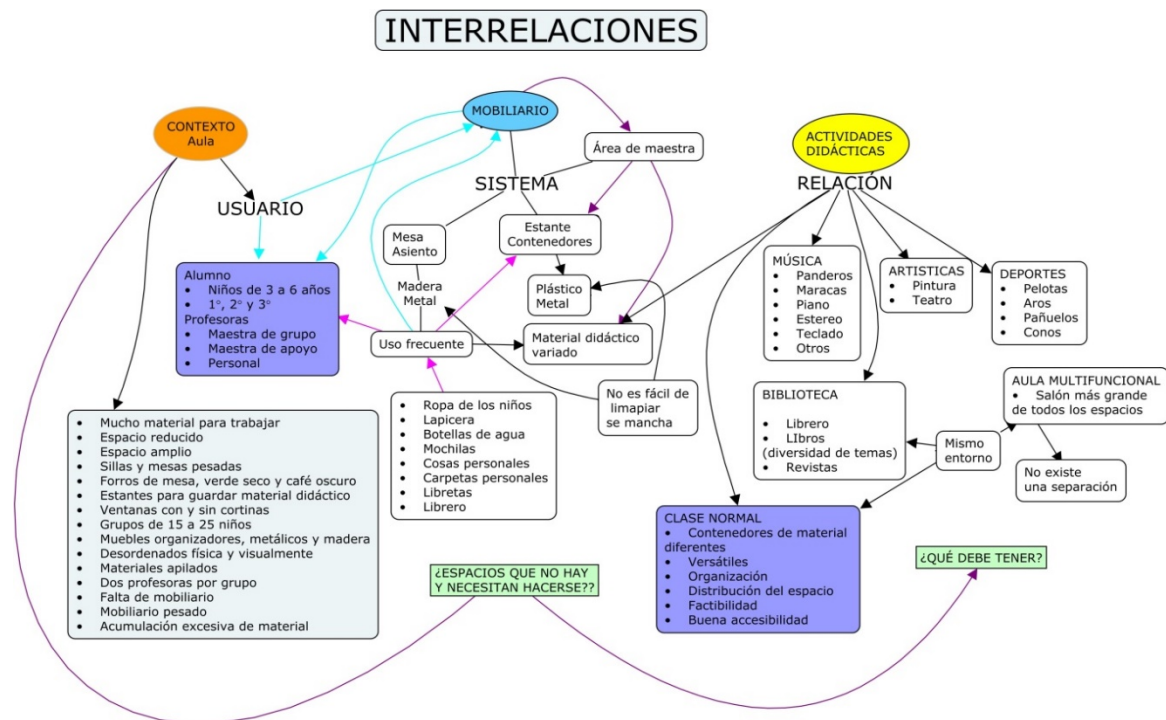 INTERRELACIONES
CONTEXTO
Aula
USUARIO
Alumno
• Niños de 3 a 6 años
• 1°, 2° y 3°
Profesoras
• Maestra de grupo
• Maestra de apoyo
• Personal
• Mucho material para trabajar
• Espacio reducido
• Espacio amplio
• Sillas y mesas pesadas
• Forros de mesa, verde seco y café oscuro
• Estantes para guardar material didáctico
• Ventanas con y sin cortinas
• Grupos de 15 a 25 niños
• Muebles organizadores, metálicos y madera
• Desordenados física y visualmente
• Materiales apilados
• Dos profesoras por grupo
• Falta de mobiliario
• Mobiliario pesado
• Acumulación excesiva de material
MOBILIARIO
Área de maestra
SISTEMA
Mesa
Asiento
Estante
Contenedores
Madera
Metal
Plástico
Metal
Uso frecuente
Material didáctico
variado
• Ropa de los niños
• Lapicera
• Botellas de agua
• Mochilas
• Cosas personales
• Carpetas personales
• Libretas
• Librero
No es fácil de
limapiar
se mancha
¿ESPACIOS QUE NO HAY
Y NECESITAN HACERSE??
ACTIVIDADES
DIDÁCTICAS
RELACIÓN
MÚSICA
• Panderos
• Maracas
• Piano
• Estereo
• Teclado
• Otros
ARTISTICAS
• Pintura
• Teatro
DEPORTES
• Pelotas
• Aros
• Pañuelos
• Conos
BIBLIOTECA
• Librero
• LIbros
(diversidad de temas)
• Revistas
Mismo
entorno
AULA MULTIFUNCIONAL
• Salón más grande
de todos los espacios
No existe
una separación
CLASE NORMAL
• Contenedores de material
diferentes
• Versátiles
• Organización
• Distribución del espacio
• Factibilidad
• Buena accesibilidad
¿QUÉ DEBE TENER?